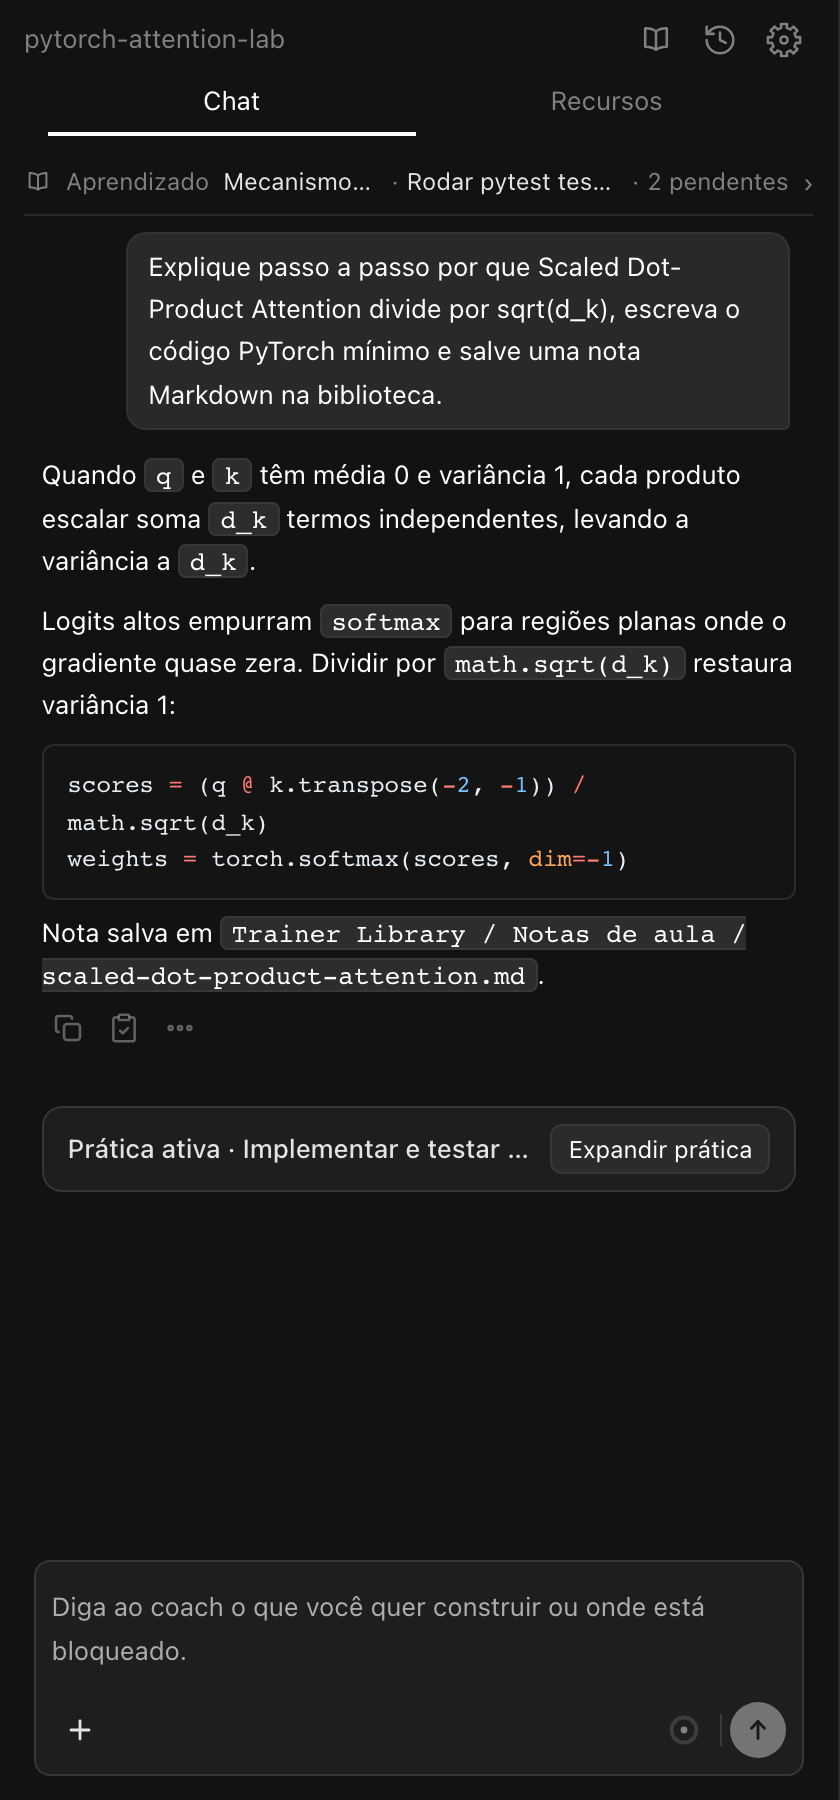 pytorch-attention-lab
Chat
Recursos
Aprendizado Mecanismo... · Rodar pytest tes... · 2 pendentes ›
Explique passo a passo por que Scaled Dot-
Product Attention divide por sqrt(d_k), escreva o
código PyTorch mínimo e salve uma nota
Markdown na biblioteca.
Quando q e k têm média 0 e variância 1, cada produto
escalar soma d_k termos independentes, levando a
variância a d_k.
Logits altos empurram softmax para regiões planas onde o
gradiente quase zera. Dividir por math.sqrt(d_k) restaura
variância 1:
scores = (q @ k.transpose(-2, -1)) /
math.sqrt(d_k)
weights = torch.softmax(scores, dim=-1)
Nota salva em Trainer Library / Notas de aula /
scaled-dot-product-attention.md.
Prática ativa · Implementar e testar ...
Expandir prática
Diga ao coach o que você quer construir ou onde está
bloqueado.